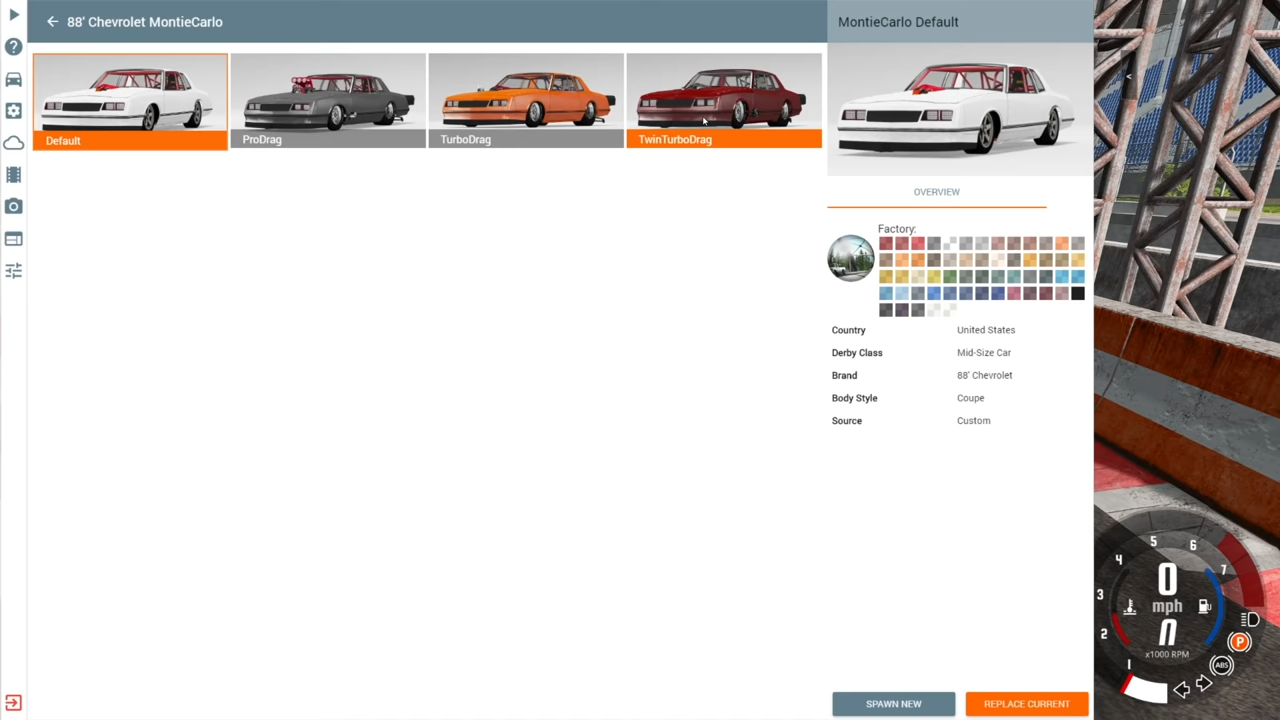 88' Chevrolet MontieCarlo
MontieCarlo Default
Default
ProDrag
TurboDrag
TwinTurboDrag
OVERVIEW
Factory:
Country United States
Derby Class Mid-Size Car
Brand 88' Chevrolet
Body Style Coupe
Source Custom
SPAWN NEW
REPLACE CURRENT
<
1
2
3
4
5
6
7
0
mph
n
x1000 RPM
P
ABS